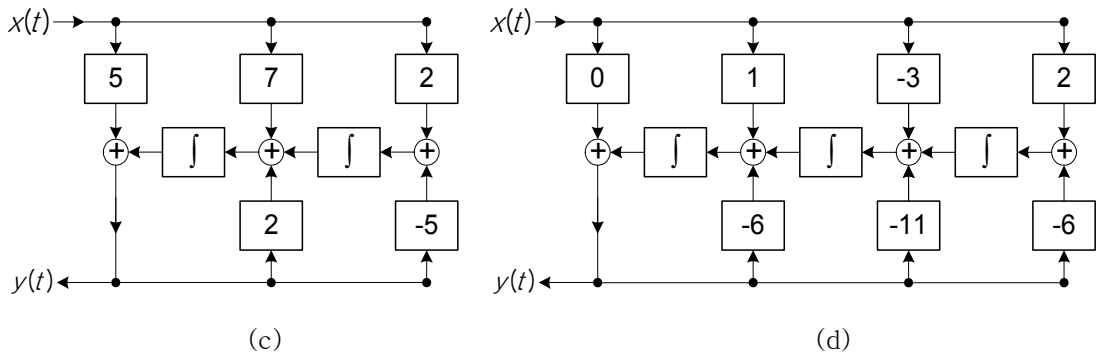 x(t) x(t)
5 7 2 0 1 -3 2
+ ∫ + ∫ + + ∫ + ∫ + ∫ +
2 -5 -6 -11 -6
y(t) y(t)
(c) (d)